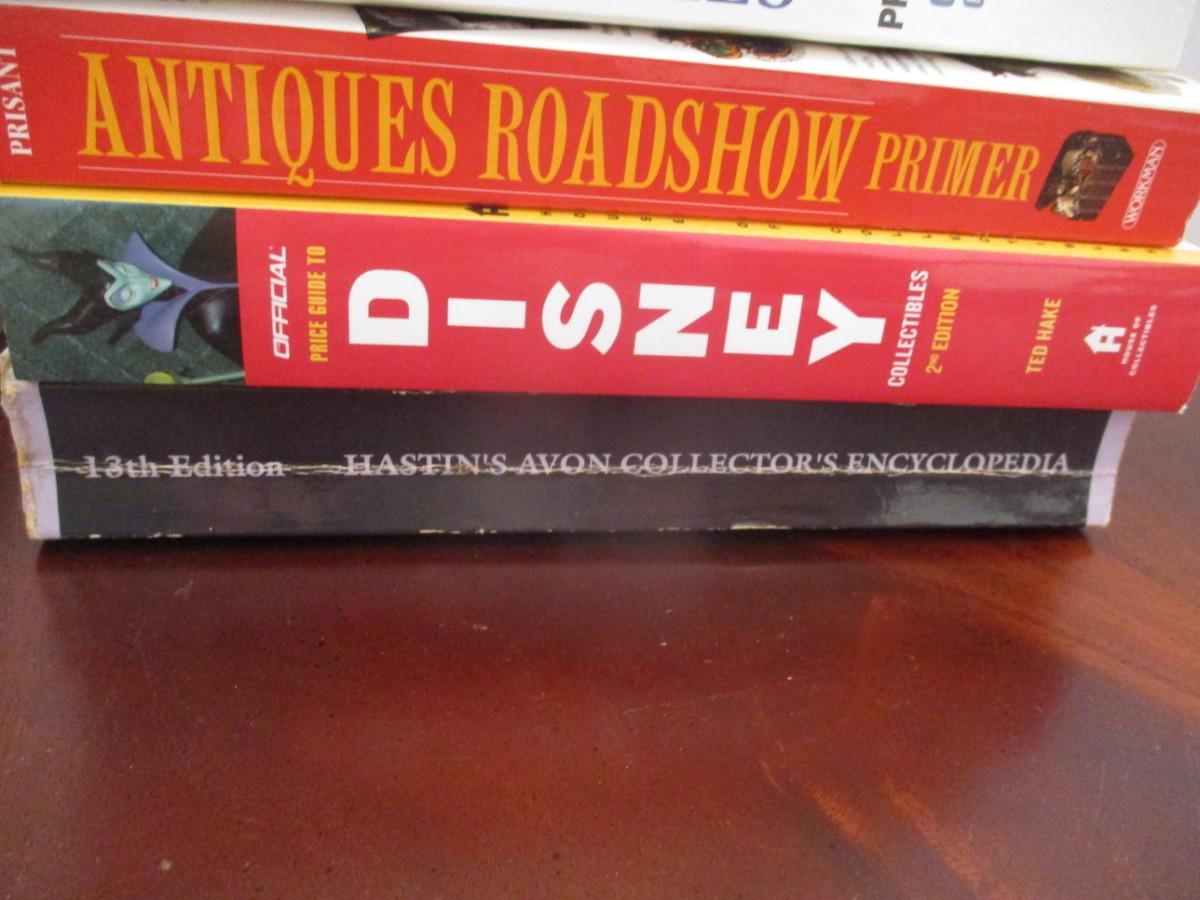 PRISANT ANTIQUES ROADSHOW PRIMER WORKMAN
OFFICIAL PRICE GUIDE TO DISNEY COLLECTIBLES 2ND EDITION TED HAKE HOUSE OF COLLECTIBLES
13th Edition HASTIN'S AVON COLLECTOR'S ENCYCLOPEDIA